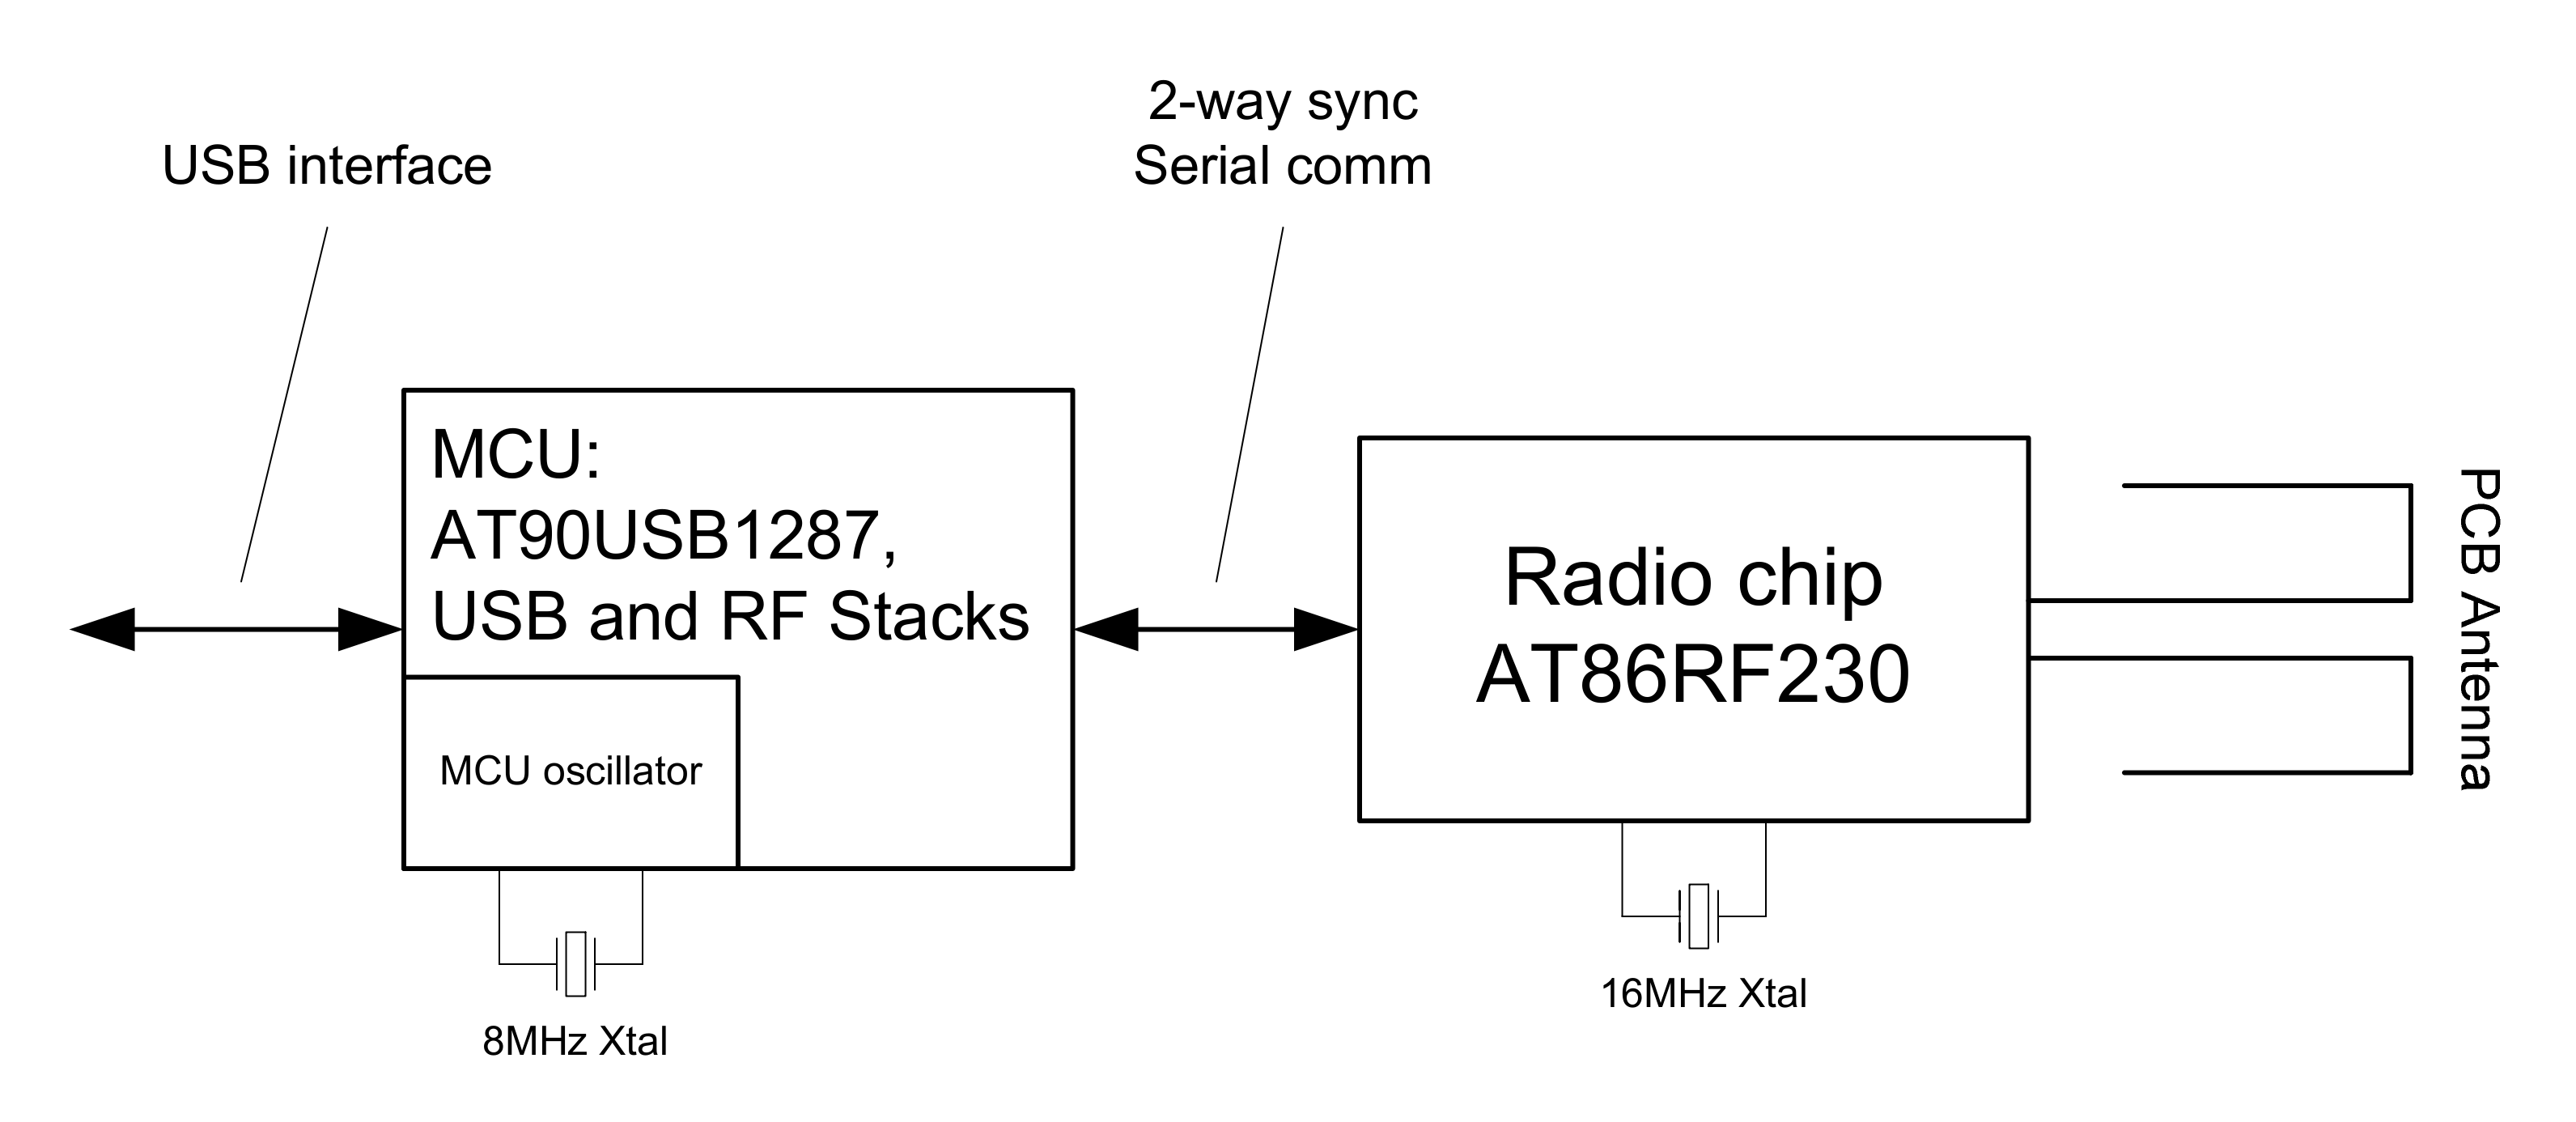 2-way sync
Serial comm
USB interface
MCU:
AT90USB1287,
USB and RF Stacks
MCU oscillator
8MHz Xtal
Radio chip
AT86RF230
16MHz Xtal
PCB Antenna